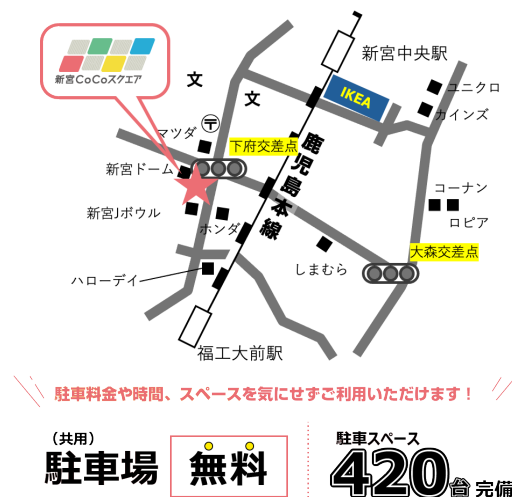 新宮中央駅
新宮CoCoスクエア
文
ユニクロ
IKEA
文
カインズ
マツダ
下府交差点
鹿児島本線
新宮ドーム
コーナン
新宮Jボウル
ホンダ
ロピア
大森交差点
しまむら
ハローデイ
福工大前駅
駐車料金や時間、スペースを気にせずご利用いただけます!
(共用)
駐車場 無料
駐車スペース
420台 完備